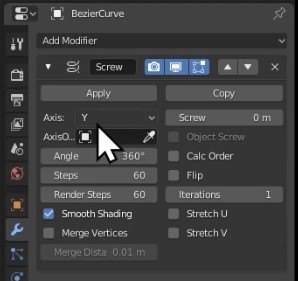 BezierCurve
Add Modifier
Screw
Apply Copy
Axis: Y Screw 0 m
AxisO... Object Screw
Angle 360° Calc Order
Steps 60 Flip
Render Steps 60 Iterations 1
Smooth Shading Stretch U
Merge Vertices Stretch V
Merge Dista 0.01 m